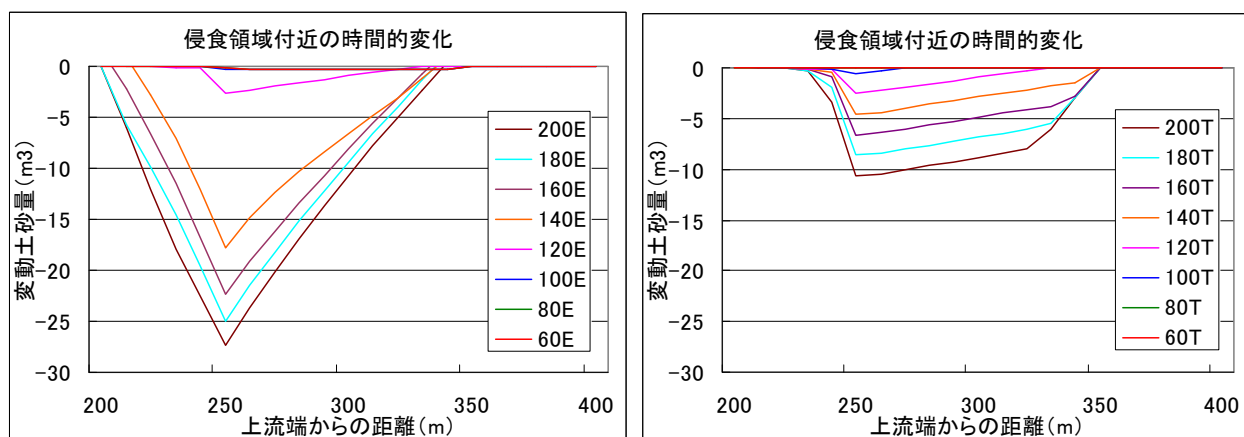 侵食領域付近の時間的変化
変動土砂量(m3)
0
-5
-10
-15
-20
-25
-30
200 250 300 350 400
上流端からの距離(m)
200E
180E
160E
140E
120E
100E
80E
60E
侵食領域付近の時間的変化
変動土砂量(m3)
0
-5
-10
-15
-20
-25
-30
200 250 300 350 400
上流端からの距離(m)
200T
180T
160T
140T
120T
100T
80T
60T